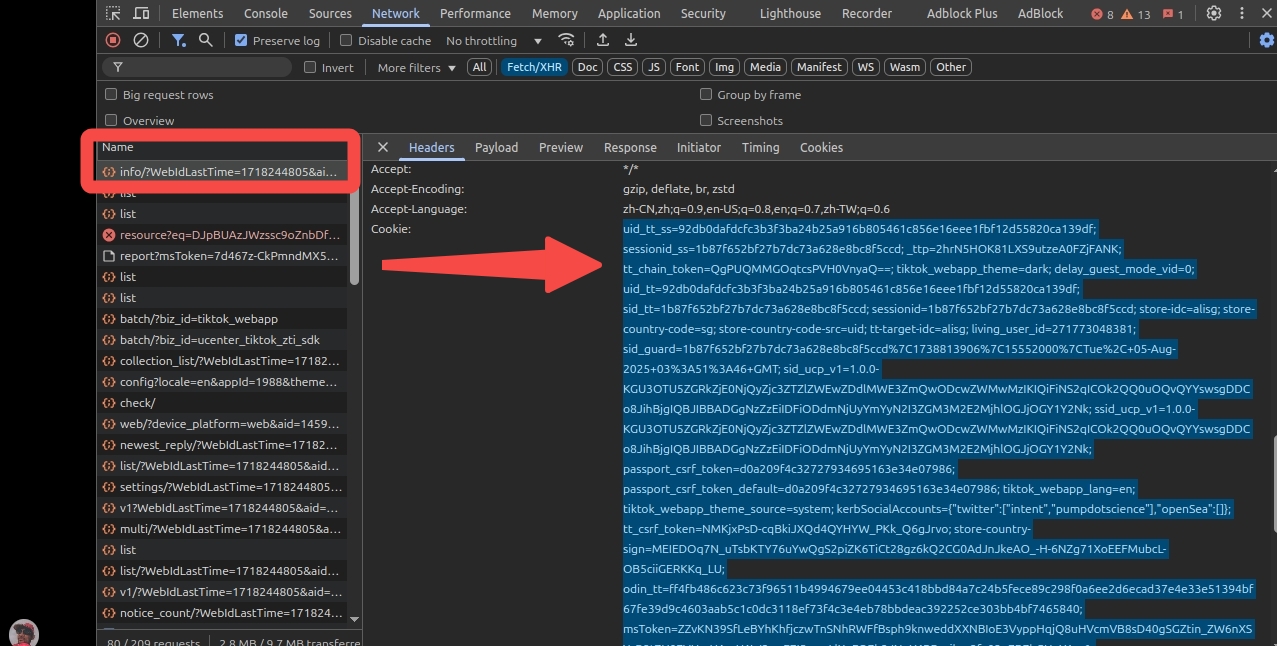 Elements Console Sources Network Performance Memory Application Security Lighthouse Recorder Adblock Plus AdBlock 8 13 1
Preserve log Disable cache No throttling
Invert More filters All Fetch/XHR Doc CSS JS Font Img Media Manifest WS Wasm Other
Big request rows Group by frame
Overview Screenshots
Name
info/?WebIdLastTime=1718244805&ai...
list
list
resource?eq=DJpBUAzJWzssc9oZnbDf...
report?msToken=7d467z-CkPmndMX5...
list
list
batch/?biz_id=tiktok_webapp
batch/?biz_id=ucenter_tiktok_zti_sdk
collection_list/?WebIdLastTime=17182...
config?locale=en&appId=1988&theme...
check/
web/?device_platform=web&aid=1459...
newest_reply/?WebIdLastTime=17182...
list/?WebIdLastTime=1718244805&aid...
settings/?WebIdLastTime=1718244805...
v1?WebIdLastTime=1718244805&aid=...
multi/?WebIdLastTime=1718244805&a...
list
list/?WebIdLastTime=1718244805&aid...
v1/?WebIdLastTime=1718244805&aid=...
notice_count/?WebIdLastTime=171824...
80 / 209 requests 2.8 MB / 9.7 MB transferre
Headers Payload Preview Response Initiator Timing Cookies
Accept: */*
Accept-Encoding: gzip, deflate, br, zstd
Accept-Language: zh-CN,zh;q=0.9,en-US;q=0.8,en;q=0.7,zh-TW;q=0.6
Cookie: uid_tt_ss=92db0dafdcfc3b3f3ba24b25a916b805461c856e16eee1fbf12d55820ca139df;
sessionid_ss=1b87f652bf27b7dc73a628e8bc8f5ccd; _ttp=2hrN5HOK81LXS9utzeA0FZjFANK;
tt_chain_token=QgPUQMMGOqtcsPVH0VnyaQ==; tiktok_webapp_theme=dark; delay_guest_mode_vid=0;
uid_tt=92db0dafdcfc3b3f3ba24b25a916b805461c856e16eee1fbf12d55820ca139df;
sid_tt=1b87f652bf27b7dc73a628e8bc8f5ccd; sessionid=1b87f652bf27b7dc73a628e8bc8f5ccd; store-idc=alisg; store-
country-code=sg; store-country-code-src=uid; tt-target-idc=alisg; living_user_id=271773048381;
sid_guard=1b87f652bf27b7dc73a628e8bc8f5ccd%7C1738813906%7C15552000%7CTue%2C+05-Aug-
2025+03%3A51%3A46+GMT; sid_ucp_v1=1.0.0-
KGU3OTU5ZGRkZjE0NjQyZjc3ZTZlZWEwZDdlMWE3ZmQwODcwZWMwMzIKIQiFiNS2qICOk2QQ0uOQvQYYswsgDDC
o8JihBjgIQBJIBBADGgNzZzEiIDFiODdmNjUyYmYyN2I3ZGM3M2E2MjhlOGJjOGY1Y2Nk; ssid_ucp_v1=1.0.0-
KGU3OTU5ZGRkZjE0NjQyZjc3ZTZlZWEwZDdlMWE3ZmQwODcwZWMwMzIKIQiFiNS2qICOk2QQ0uOQvQYYswsgDDC
o8JihBjgIQBJIBBADGgNzZzEiIDFiODdmNjUyYmYyN2I3ZGM3M2E2MjhlOGJjOGY1Y2Nk;
passport_csrf_token=d0a209f4c32727934695163e34e07986;
passport_csrf_token_default=d0a209f4c32727934695163e34e07986; tiktok_webapp_lang=en;
tiktok_webapp_theme_source=system; kerbSocialAccounts={"twitter":["intent","pumpdotscience"],"openSea":[]};
tt_csrf_token=NMKjxPsD-cqBkiJXQd4QYHYW_PKk_Q6gJrvo; store-country-
sign=MEIEDOq7N_uTsbKTY76uYwQgS2piZK6TiCt28gz6kQ2CG0AdJnJkeAO_-H-6NZg71XoEEFMubcL-
OB5ciiGERKKq_LU;
odin_tt=ff4fb486c623c73f96511b4994679ee04453c418bbd84a7c24b5fece89c298f0a6ee2d6ecad37e4e33e51394bf
67fe39d9c4603aab5c1c0dc3118ef73f4c3e4eb78bbdeac392252ce303bb4bf7465840;
msToken=ZZvKN39SfLeBYhKhfjczwTnSNhRWFfBsph9knweddXXNBIoE3VyppHqjQ8uHVcmVB8sD40gSGZtin_ZW6nXS